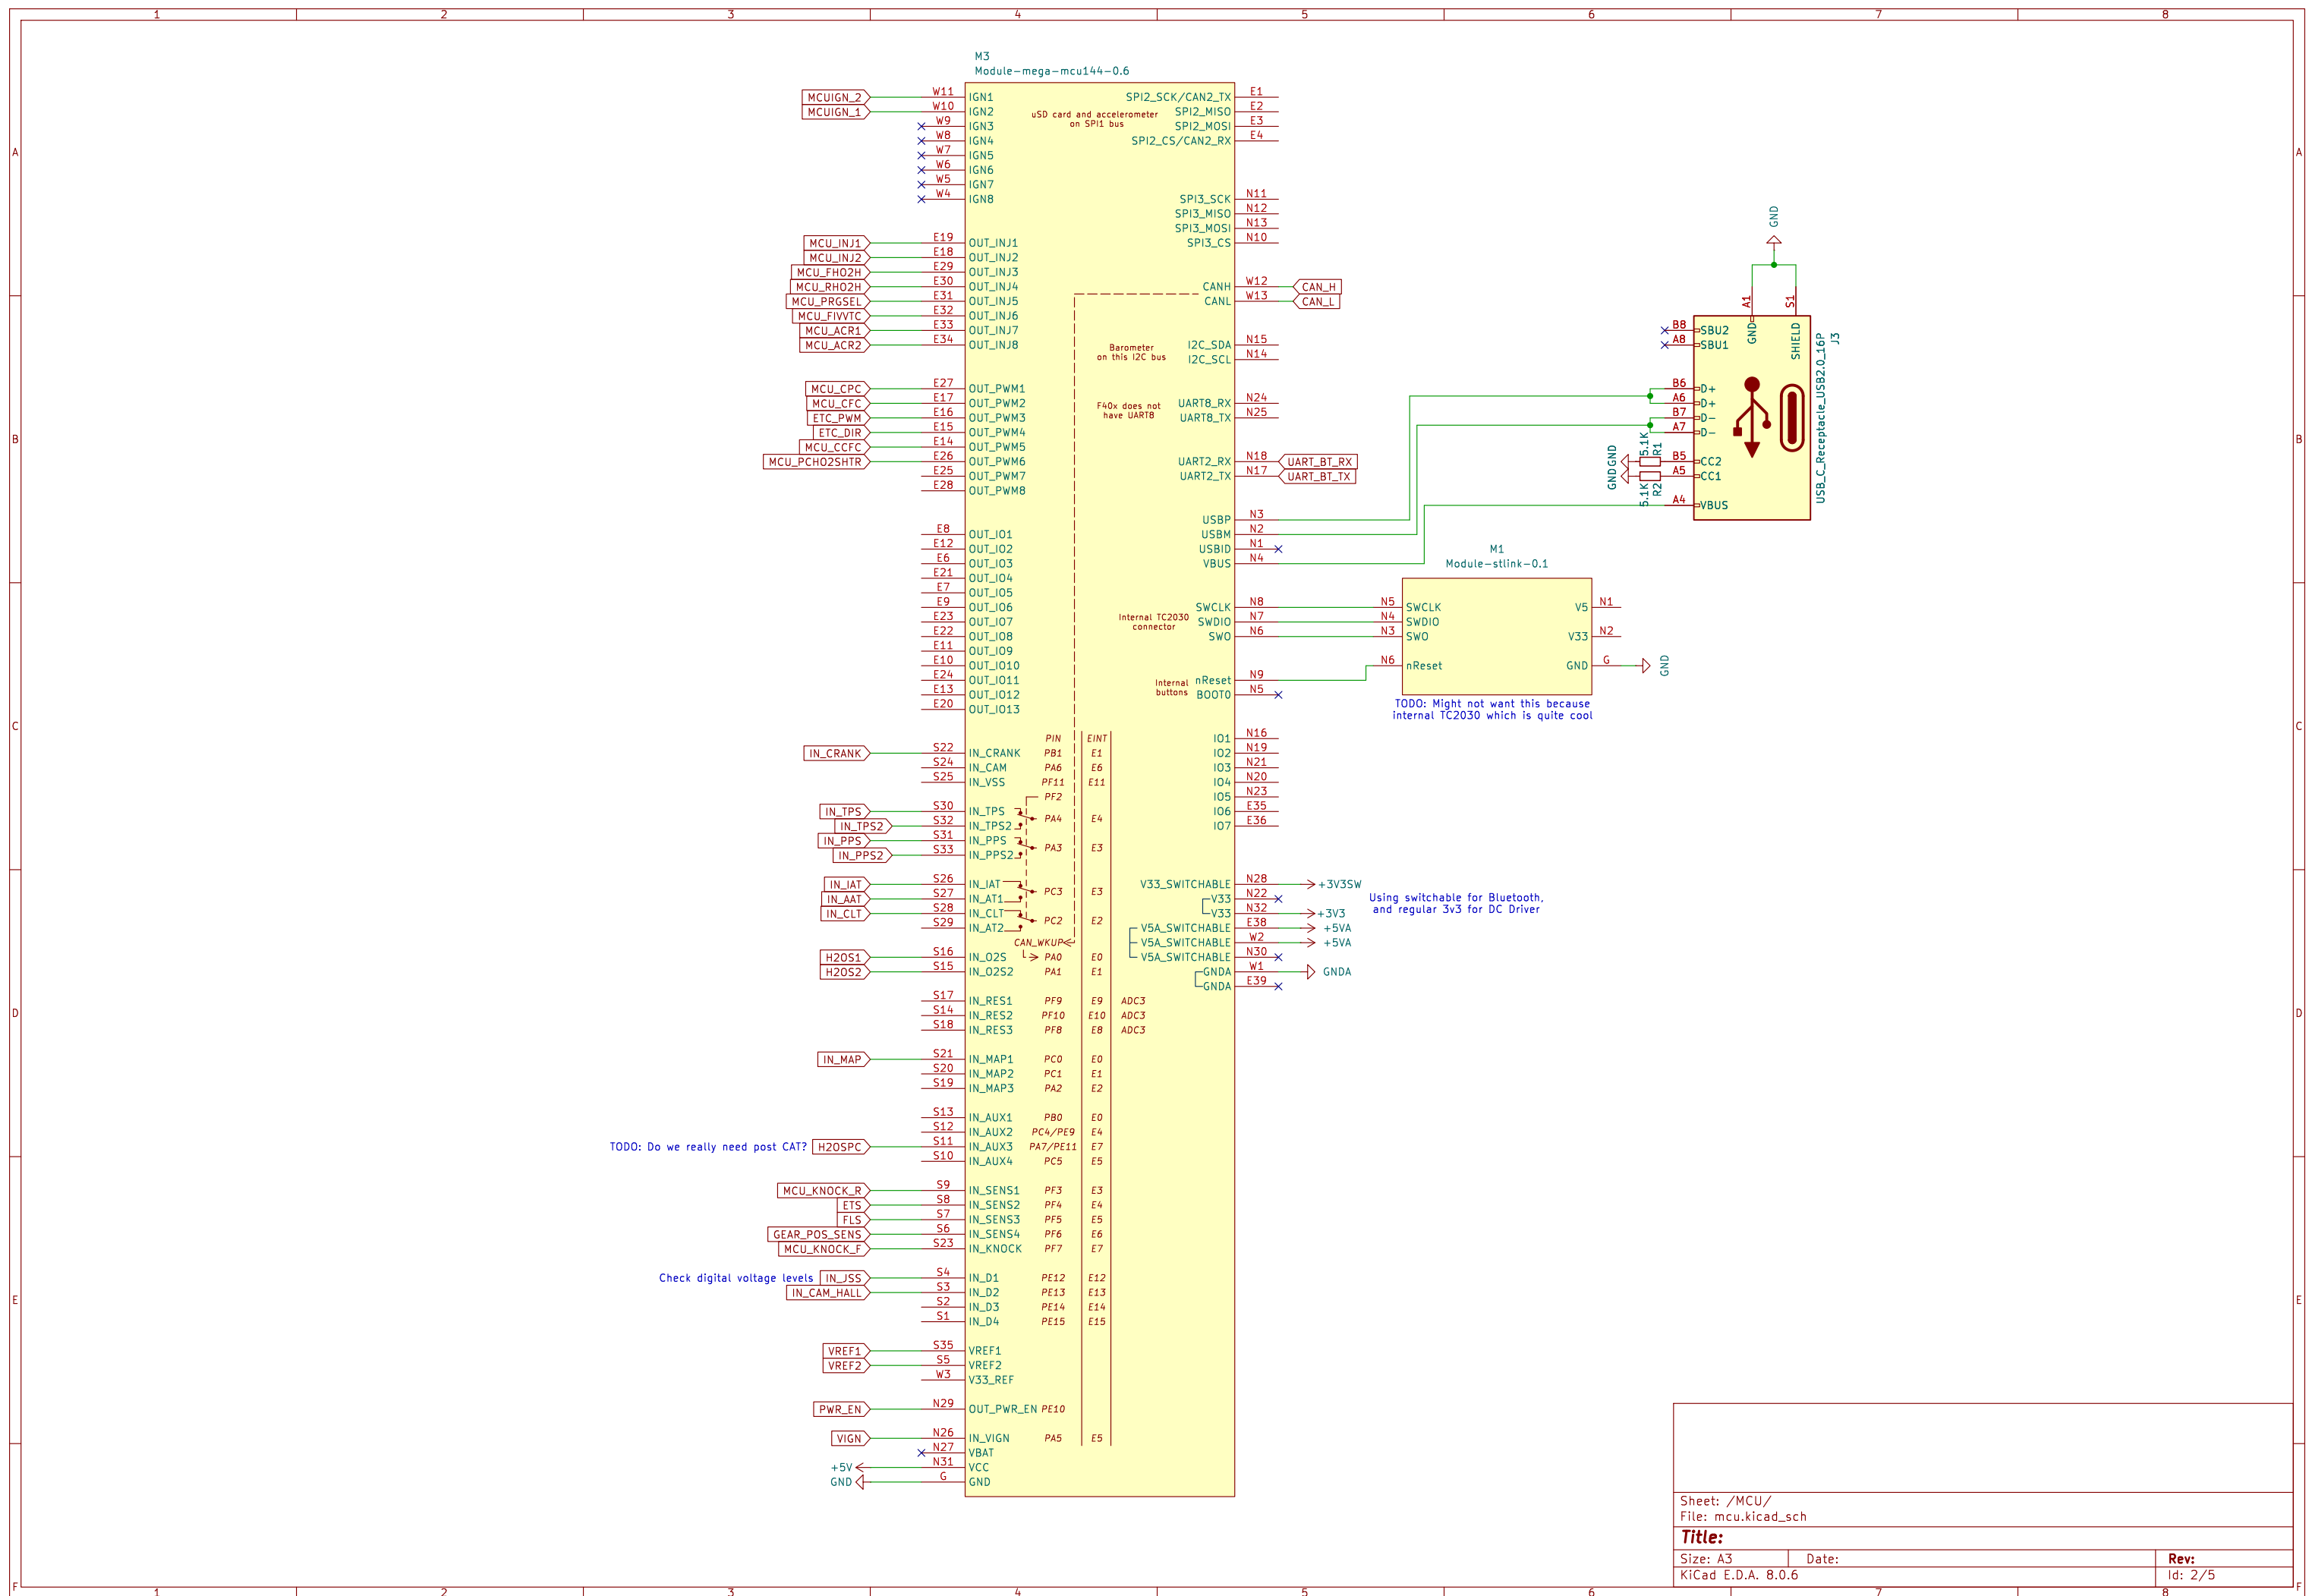 1 2 3 4 5 6 7 8
A
B
C
D
E
F
M3
Module-mega-mcu144-0.6
MCUIGN_2 W11 IGN1
MCUIGN_1 W10 IGN2
W9 IGN3
W8 IGN4
W7 IGN5
W6 IGN6
W5 IGN7
W4 IGN8
MCU_INJ1 E19 OUT_INJ1
MCU_INJ2 E18 OUT_INJ2
MCU_FHO2H E29 OUT_INJ3
MCU_RHO2H E30 OUT_INJ4
MCU_PRGSEL E31 OUT_INJ5
MCU_FIVVTC E32 OUT_INJ6
MCU_ACR1 E33 OUT_INJ7
MCU_ACR2 E34 OUT_INJ8
MCU_CPC E27 OUT_PWM1
MCU_CFC E17 OUT_PWM2
ETC_PWM E16 OUT_PWM3
ETC_DIR E15 OUT_PWM4
MCU_CCFC E14 OUT_PWM5
MCU_PCHO2SHTR E26 OUT_PWM6
E25 OUT_PWM7
E28 OUT_PWM8
E8 OUT_IO1
E12 OUT_IO2
E6 OUT_IO3
E21 OUT_IO4
E7 OUT_IO5
E9 OUT_IO6
E23 OUT_IO7
E22 OUT_IO8
E11 OUT_IO9
E10 OUT_IO10
E24 OUT_IO11
E13 OUT_IO12
E20 OUT_IO13
PIN EINT
IN_CRANK S22 IN_CRANK PB1 E1
S24 IN_CAM PA6 E6
S25 IN_VSS PF11 E11
PF2
IN_TPS S30 IN_TPS
PA4 E4
IN_TPS2 S32 IN_TPS2
IN_PPS S31 IN_PPS
PA3 E3
IN_PPS2 S33 IN_PPS2
IN_IAT S26 IN_IAT
PC3 E3
IN_AAT S27 IN_AT1
IN_CLT S28 IN_CLT
PC2 E2
S29 IN_AT2
CAN_WKUP
H2OS1 S16 IN_O2S PA0 E0
H2OS2 S15 IN_O2S2 PA1 E1
S17 IN_RES1 PF9 E9 ADC3
S14 IN_RES2 PF10 E10 ADC3
S18 IN_RES3 PF8 E8 ADC3
IN_MAP S21 IN_MAP1 PC0 E0
S20 IN_MAP2 PC1 E1
S19 IN_MAP3 PA2 E2
S13 IN_AUX1 PB0 E0
S12 IN_AUX2 PC4/PE9 E4
TODO: Do we really need post CAT? H2OSPC S11 IN_AUX3 PA7/PE11 E7
S10 IN_AUX4 PC5 E5
MCU_KNOCK_R S9 IN_SENS1 PF3 E3
ETS S8 IN_SENS2 PF4 E4
FLS S7 IN_SENS3 PF5 E5
GEAR_POS_SENS S6 IN_SENS4 PF6 E6
MCU_KNOCK_F S23 IN_KNOCK PF7 E7
Check digital voltage levels IN_JSS S4 IN_D1 PE12 E12
IN_CAM_HALL S3 IN_D2 PE13 E13
S2 IN_D3 PE14 E14
S1 IN_D4 PE15 E15
VREF1 S35 VREF1
VREF2 S5 VREF2
W3 V33_REF
PWR_EN N29 OUT_PWR_EN PE10
VIGN N26 IN_VIGN PA5 E5
N27 VBAT
+5V N31 VCC
GND G GND
uSD card and accelerometer
on SPI1 bus
SPI2_SCK/CAN2_TX E1
SPI2_MISO E2
SPI2_MOSI E3
SPI2_CS/CAN2_RX E4
SPI3_SCK N11
SPI3_MISO N12
SPI3_MOSI N13
SPI3_CS N10
CANH W12 CAN_H
CANL W13 CAN_L
Barometer
on this I2C bus
I2C_SDA N15
I2C_SCL N14
F40x does not
have UART8
UART8_RX N24
UART8_TX N25
UART2_RX N18 UART_BT_RX
UART2_TX N17 UART_BT_TX
USBP N3
USBM N2
USBID N1
VBUS N4
Internal TC2030
connector
SWCLK N8
SWDIO N7
SWO N6
Internal
buttons
nReset N9
BOOT0 N5
IO1 N16
IO2 N19
IO3 N21
IO4 N20
IO5 N23
IO6 E35
IO7 E36
V33_SWITCHABLE N28 +3V3SW
V33 N22
V33 N32 +3V3
V5A_SWITCHABLE E38 +5VA
V5A_SWITCHABLE W2 +5VA
V5A_SWITCHABLE N30
GNDA W1 GNDA
GNDA E39
Using switchable for Bluetooth,
and regular 3v3 for DC Driver
M1
Module-stlink-0.1
N5 SWCLK V5 N1
N4 SWDIO
N3 SWO V33 N2
N6 nReset GND G GND
TODO: Might not want this because
internal TC2030 which is quite cool
GND
A1 GND
S1 SHIELD
B8 SBU2
A8 SBU1
B6 D+
A6 D+
B7 D-
A7 D-
GND 5.1K R1 B5 CC2
GND 5.1K R2 A5 CC1
A4 VBUS
USB_C_Receptacle_USB2.0_16P
J3
A
B
C
D
E
F
Sheet: /MCU/
File: mcu.kicad_sch
Title:
Size: A3 Date: Rev:
KiCad E.D.A. 8.0.6 Id: 2/5
1 2 3 4 5 6 7 8